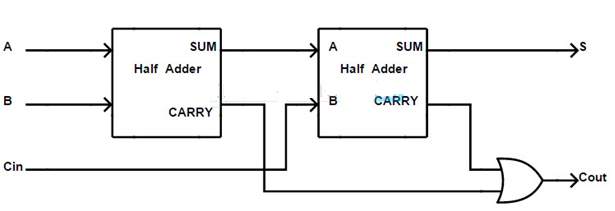 A
SUM
A
SUM
S
Half Adder
Half Adder
B
B
CARRY
CARRY
Cin
Cout